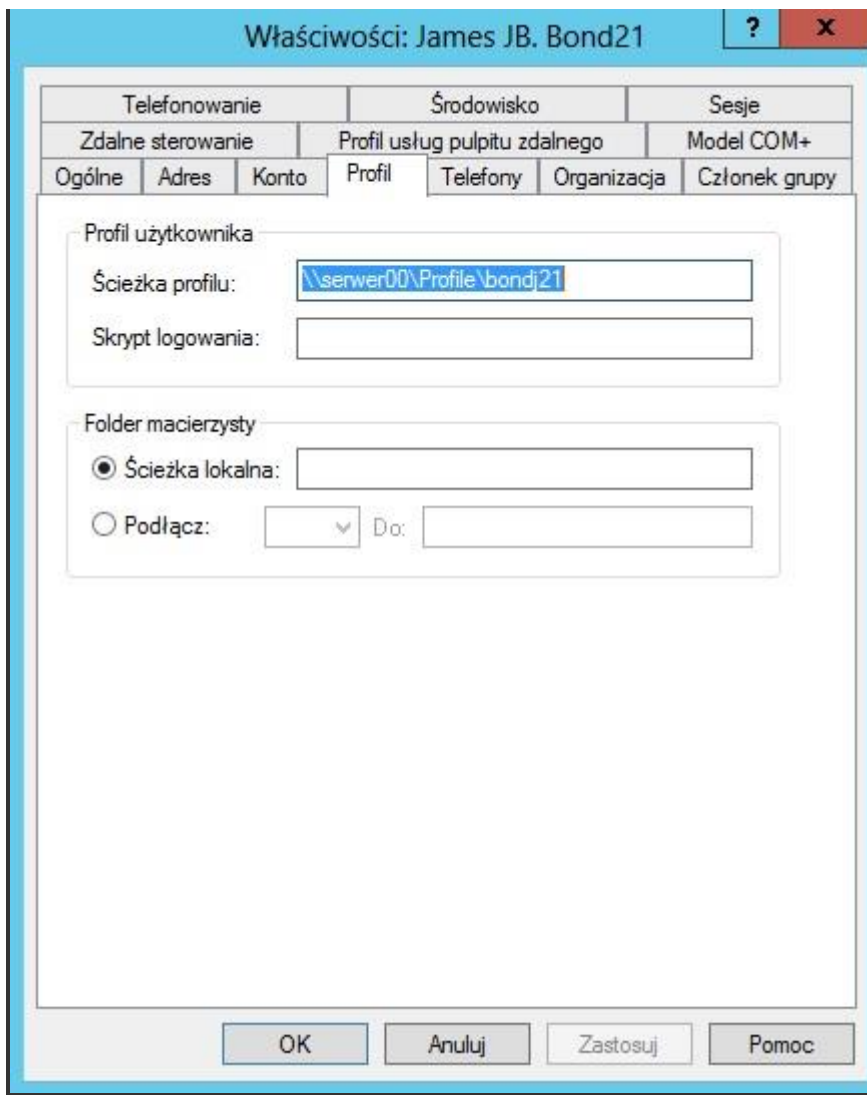 Właściwości: James JB. Bond21
?
x
Telefonowanie Środowisko Sesje
Zdalne sterowanie Profil usług pulpitu zdalnego Model COM+
Ogólne Adres Konto Profil Telefony Organizacja Członek grupy
Profil użytkownika
Ścieżka profilu: \\serwer00\Profile\bondj21
Skrypt logowania:
Folder macierzysty
Ścieżka lokalna:
Podłącz: Do:
OK Anuluj Zastosuj Pomoc